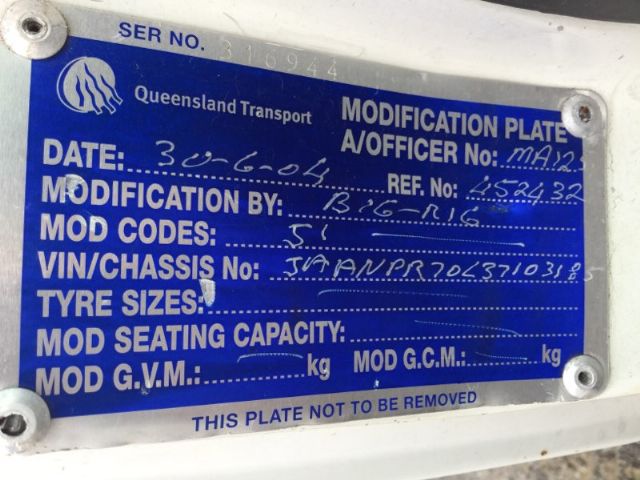 SER NO. 316944
Queensland Transport
MODIFICATION PLATE
A/OFFICER No: MA125
DATE: 30-6-04
REF. No: 452432
MODIFICATION BY: BIG-RIG
MOD CODES: S1
VIN/CHASSIS No:
TYRE SIZES:
MOD SEATING CAPACITY:
MOD G.V.M.: kg MOD G.C.M.: kg
THIS PLATE NOT TO BE REMOVED